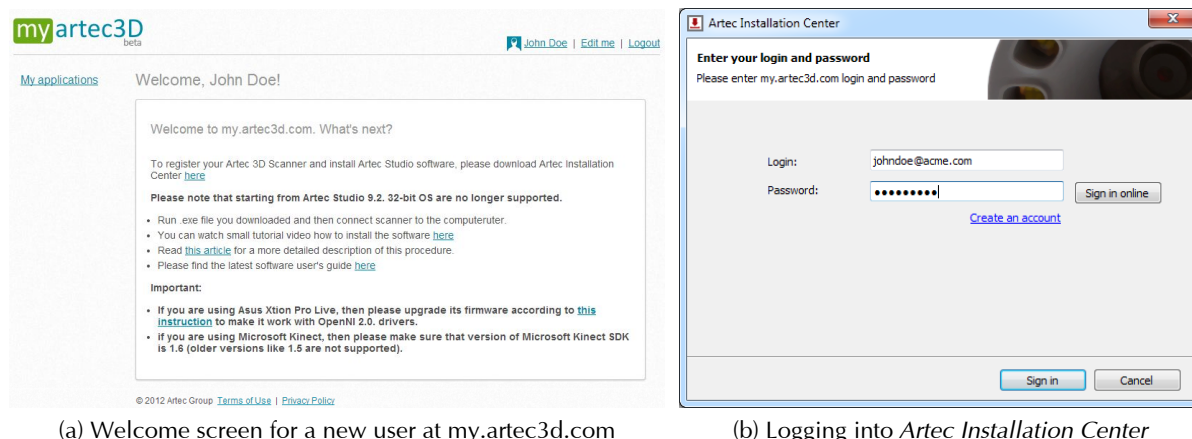 my artec3D
beta
John Doe | Edit me | Logout
My applications
Welcome, John Doe!
Welcome to my.artec3d.com. What's next?
To register your Artec 3D Scanner and install Artec Studio software, please download Artec Installation
Center here
Please note that starting from Artec Studio 9.2. 32-bit OS are no longer supported.
• Run .exe file you downloaded and then connect scanner to the computeruter.
• You can watch small tutorial video how to install the software here
• Read this article for a more detailed description of this procedure.
• Please find the latest software user's guide here
Important:
• If you are using Asus Xtion Pro Live, then please upgrade its firmware according to this
instruction to make it work with OpenNI 2.0. drivers.
• if you are using Microsoft Kinect, then please make sure that version of Microsoft Kinect SDK
is 1.6 (older versions like 1.5 are not supported).
© 2012 Artec Group Terms of Use | Privacy Policy
(a) Welcome screen for a new user at my.artec3d.com
Artec Installation Center
Enter your login and password
Please enter my.artec3d.com login and password
Login: johndoe@acme.com
Password: ●●●●●●●●● Sign in online
Create an account
Sign in Cancel
(b) Logging into Artec Installation Center